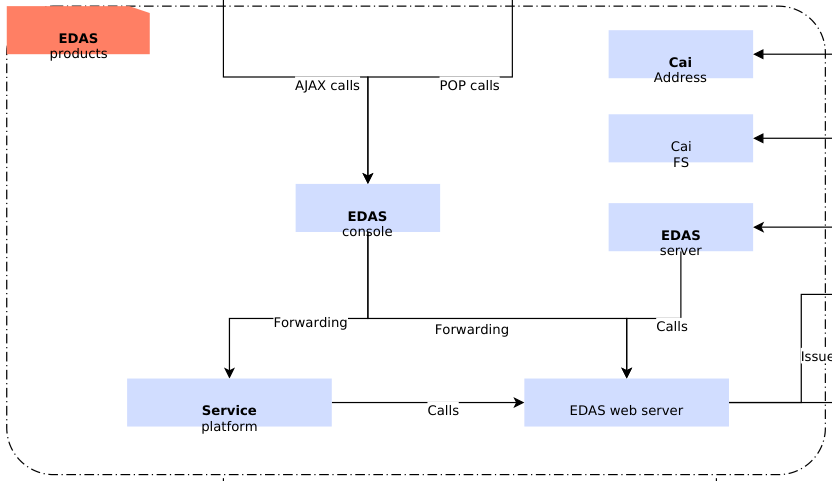 EDAS
products
AJAX calls
POP calls
Cai
Address
Cai
FS
EDAS
console
EDAS
server
Forwarding
Forwarding
Calls
Issue
Service
platform
Calls
EDAS web server